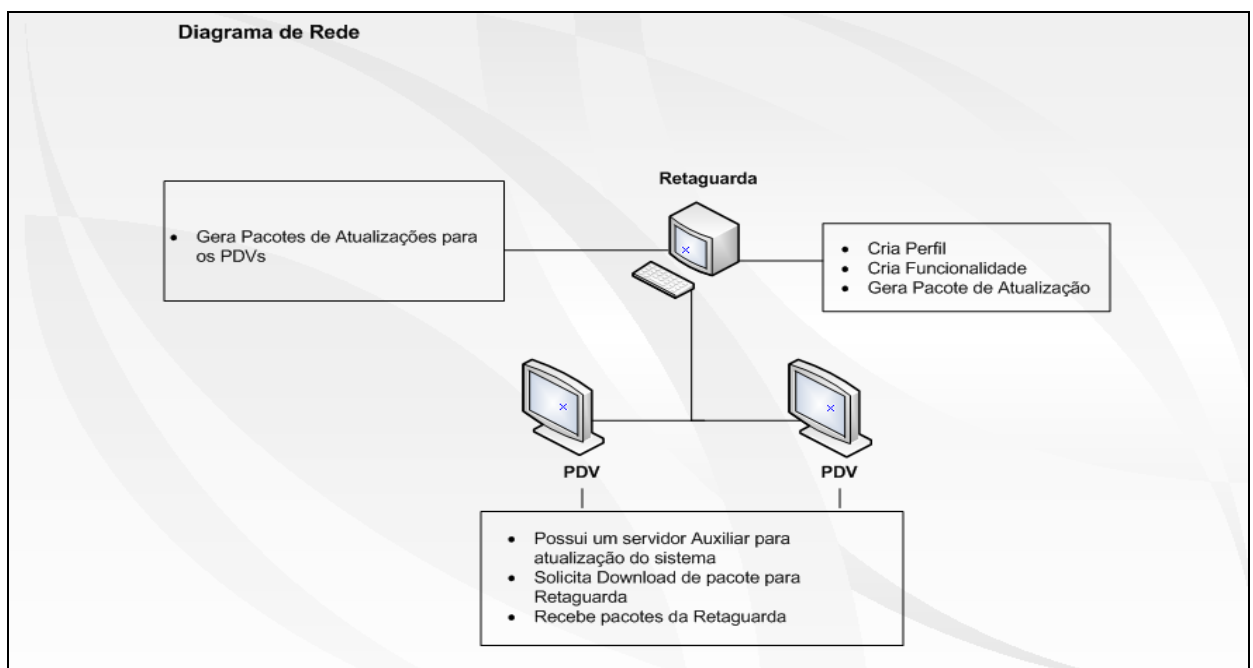 Diagrama de Rede
Retaguarda
• Gera Pacotes de Atualizações para
os PDVs
• Cria Perfil
• Cria Funcionalidade
• Gera Pacote de Atualização
PDV
PDV
• Possui um servidor Auxiliar para
atualização do sistema
• Solicita Download de pacote para
Retaguarda
• Recebe pacotes da Retaguarda